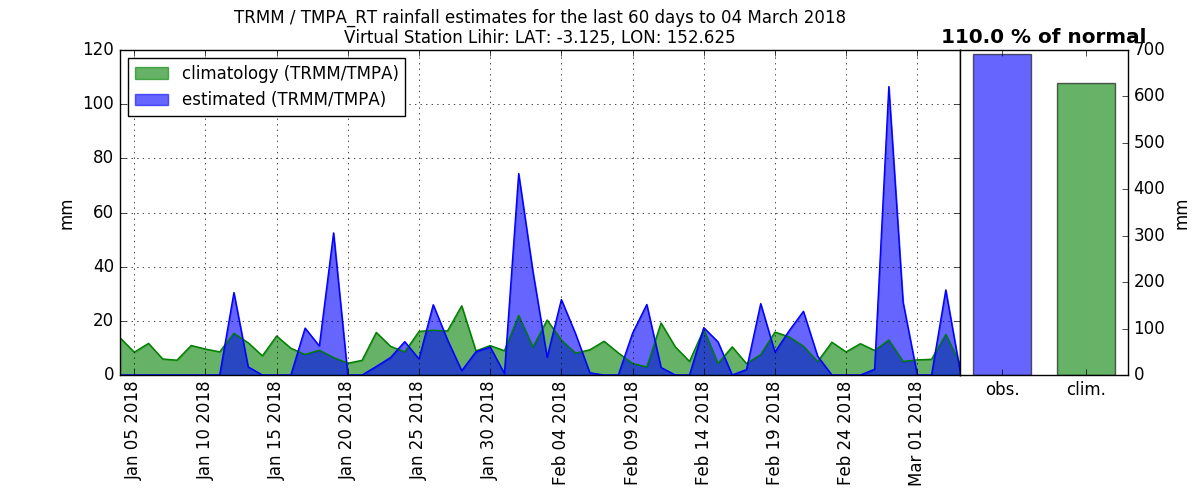 TRMM / TMPA_RT rainfall estimates for the last 60 days to 04 March 2018
Virtual Station Lihir: LAT: -3.125, LON: 152.625
110.0 % of normal
climatology (TRMM/TMPA)
estimated (TRMM/TMPA)
120
100
80
60
40
20
0
mm
700
600
500
400
300
200
100
0
mm
Jan 05 2018
Jan 10 2018
Jan 15 2018
Jan 20 2018
Jan 25 2018
Jan 30 2018
Feb 04 2018
Feb 09 2018
Feb 14 2018
Feb 19 2018
Feb 24 2018
Mar 01 2018
obs.
clim.